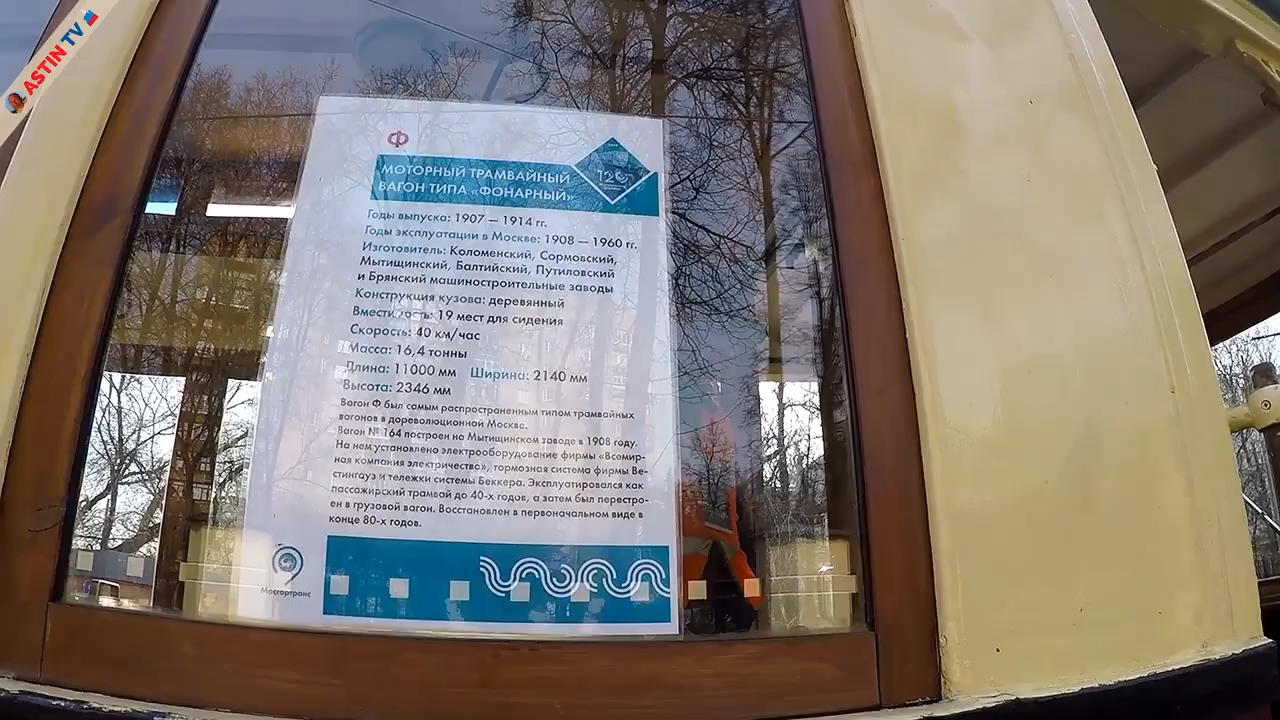 ASTIN TV
Ф
МОТОРНЫЙ ТРАМВАЙНЫЙ
ВАГОН ТИПА «ФОНАРНЫЙ»
120
Годы выпуска: 1907 — 1914 гг.
Годы эксплуатации в Москве: 1908 — 1960 гг.
Изготовитель: Коломенский, Сормовский,
Мытищинский, Балтийский, Путиловский
и Брянский машиностроительные заводы
Конструкция кузова: деревянный
Вместимость: 19 мест для сидения
Скорость: 40 км/час
Масса: 16,4 тонны
Длина: 11000 мм Ширина: 2140 мм
Высота: 2346 мм
Вагон Ф был самым распространенным типом трамвайных
вагонов в дореволюционной Москве.
Вагон № 164 построен на Мытищинском заводе в 1908 году.
На нем установлено электрооборудование фирмы «Всемир-
ная компания электричества», тормозная система фирмы Ве-
стингауз и тележки системы Беккера. Эксплуатировался как
пассажирский трамвай до 40-х годов, а затем был перестро-
ен в грузовой вагон. Восстановлен в первоначальном виде в
конце 80-х годов.
Мосгортранс